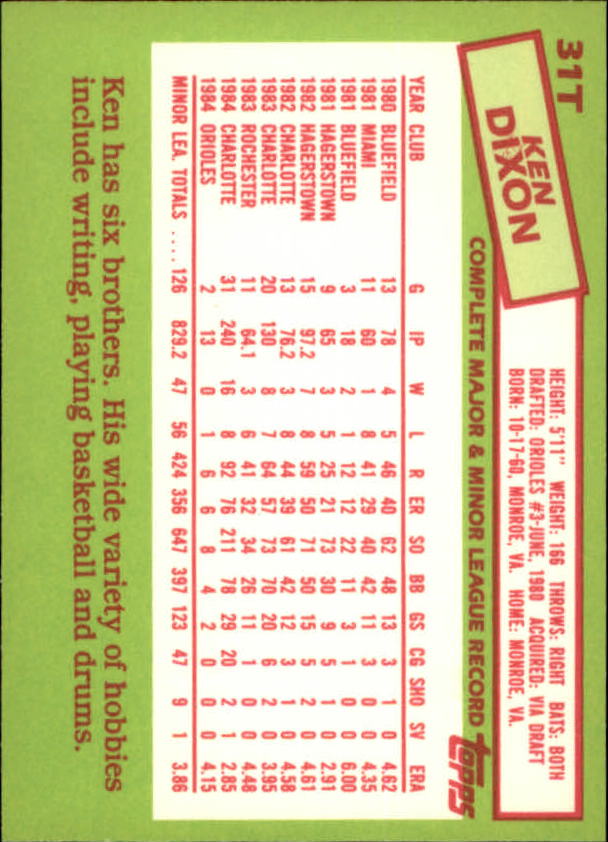 31T
KEN
DIXON
HEIGHT: 5'11" WEIGHT: 166 THROWS: RIGHT BATS: BOTH
DRAFTED: ORIOLES #3-JUNE, 1980 ACQUIRED: VIA DRAFT
BORN: 10-17-60, MONROE, VA. HOME: MONROE, VA.
COMPLETE MAJOR & MINOR LEAGUE RECORD topps
YEAR CLUB G IP W L R ER SO BB GS CG SHO SV ERA
1980 BLUEFIELD 13 78 4 5 46 40 62 48 13 3 1 0 4.62
1981 MIAMI 11 60 1 8 41 29 40 42 11 3 0 0 4.35
1981 BLUEFIELD 3 18 2 1 12 12 22 11 3 1 0 0 6.00
1981 HAGERSTOWN 9 65 3 5 25 21 73 30 9 5 1 0 2.91
1982 HAGERSTOWN 15 97.2 7 8 59 50 71 50 15 5 2 0 4.61
1982 CHARLOTTE 13 76.2 3 8 44 39 61 42 12 3 1 0 4.58
1983 CHARLOTTE 20 130 8 7 64 57 73 70 20 6 2 0 3.95
1983 ROCHESTER 11 64.1 3 6 41 32 34 26 11 1 0 0 4.48
1984 CHARLOTTE 31 240 16 8 92 76 211 78 29 20 2 1 2.85
1984 ORIOLES 2 13 0 1 6 6 8 4 2 0 0 0 4.15
MINOR LEA. TOTALS .... 126 829.2 47 56 424 356 647 397 123 47 9 1 3.86
Ken has six brothers. His wide variety of hobbies
include writing, playing basketball and drums.